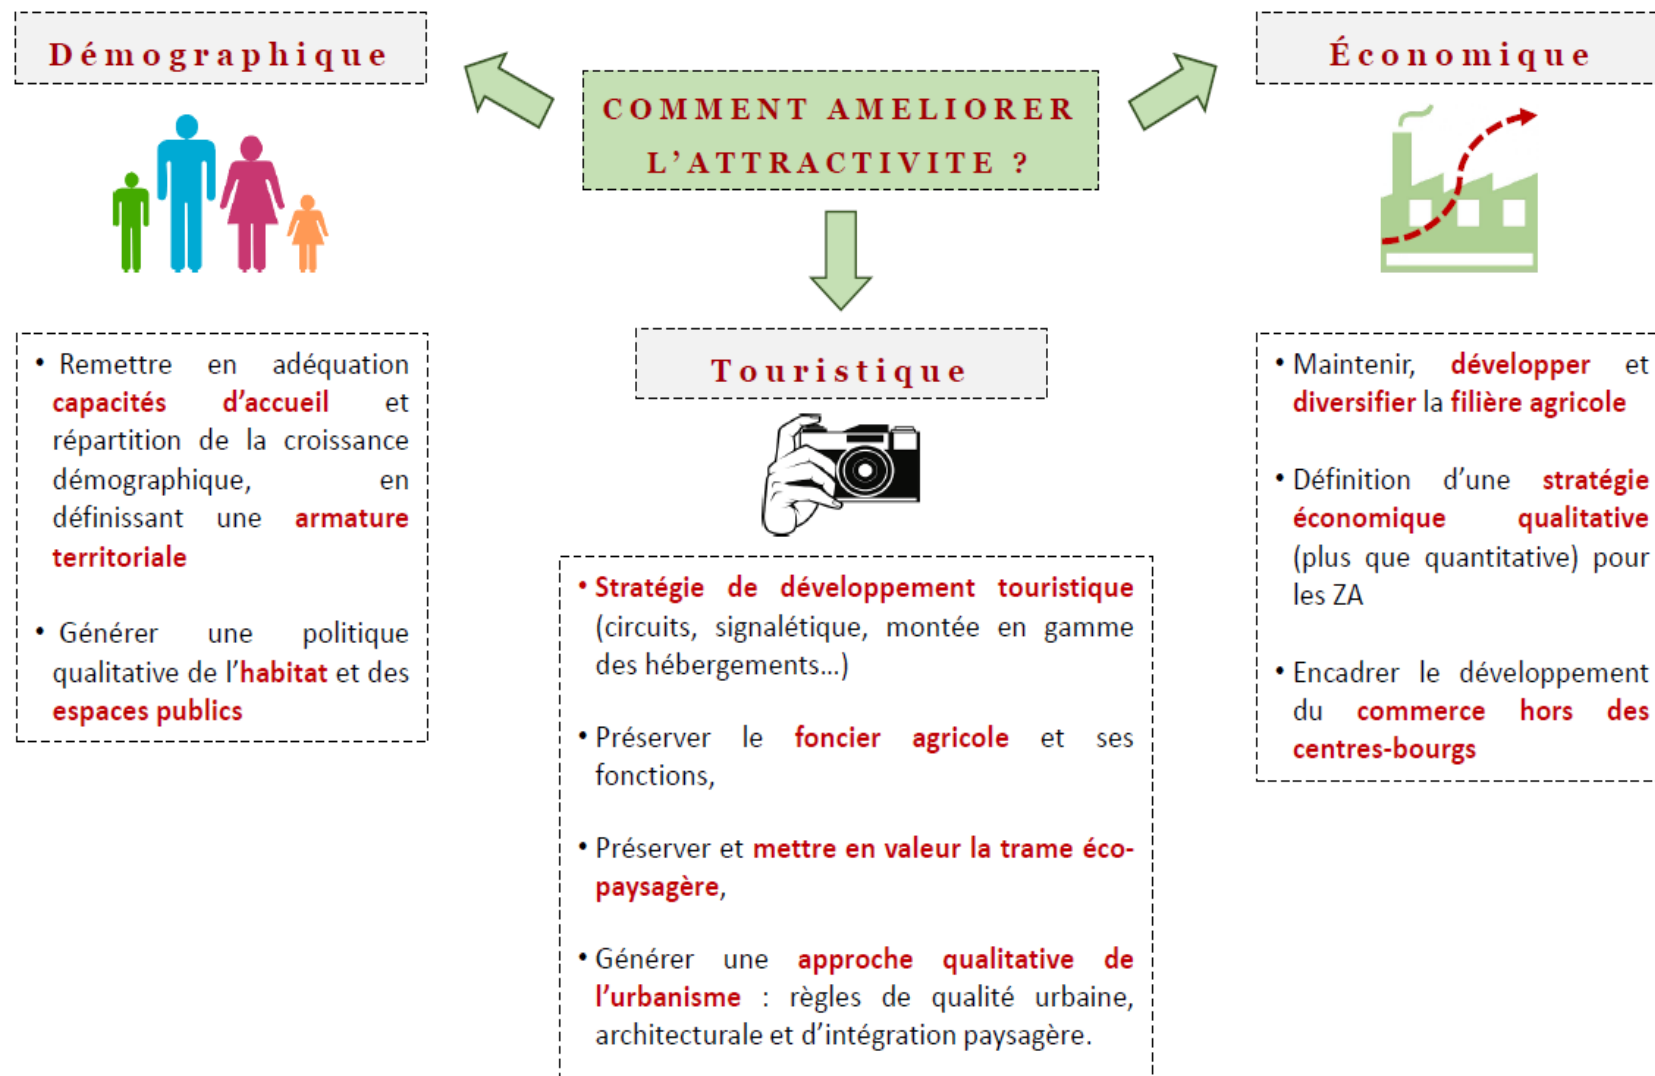 Démographique
COMMENT AMELIORER
L’ATTRACTIVITE ?
Économique
• Remettre en adéquation
capacités d’accueil et
répartition de la croissance
démographique, en
définissant une armature
territoriale
• Générer une politique
qualitative de l’habitat et des
espaces publics
Touristique
• Stratégie de développement touristique
(circuits, signalétique, montée en gamme
des hébergements…)
• Préserver le foncier agricole et ses
fonctions,
• Préserver et mettre en valeur la trame éco-
paysagère,
• Générer une approche qualitative de
l’urbanisme : règles de qualité urbaine,
architecturale et d’intégration paysagère.
• Maintenir, développer et
diversifier la filière agricole
• Définition d’une stratégie
économique qualitative
(plus que quantitative) pour
les ZA
• Encadrer le développement
du commerce hors des
centres-bourgs